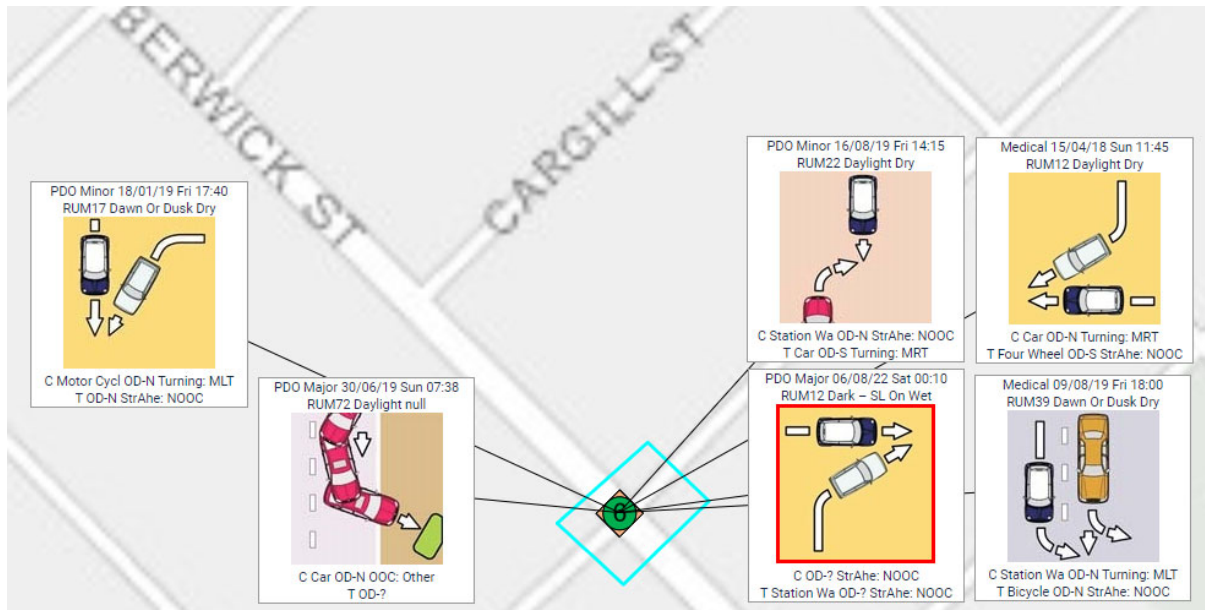 BERWICK ST
CARGILL ST
PDO Minor 18/01/19 Fri 17:40
RUM17 Dawn Or Dusk Dry
C Motor Cycl OD-N Turning: MLT
T OD-N StrAhe: NOOC
PDO Major 30/06/19 Sun 07:38
RUM72 Daylight null
C Car OD-N OOC: Other
T OD-?
PDO Minor 16/08/19 Fri 14:15
RUM22 Daylight Dry
C Station Wa OD-N StrAhe: NOOC
T Car OD-S Turning: MRT
Medical 15/04/18 Sun 11:45
RUM12 Daylight Dry
C Car OD-N Turning: MRT
T Four Wheel OD-S StrAhe: NOOC
PDO Major 06/08/22 Sat 00:10
RUM12 Dark – SL On Wet
C OD-? StrAhe: NOOC
T Station Wa OD-? StrAhe: NOOC
Medical 09/08/19 Fri 18:00
RUM39 Dawn Or Dusk Dry
C Station Wa OD-N Turning: MLT
T Bicycle OD-N StrAhe: NOOC
6